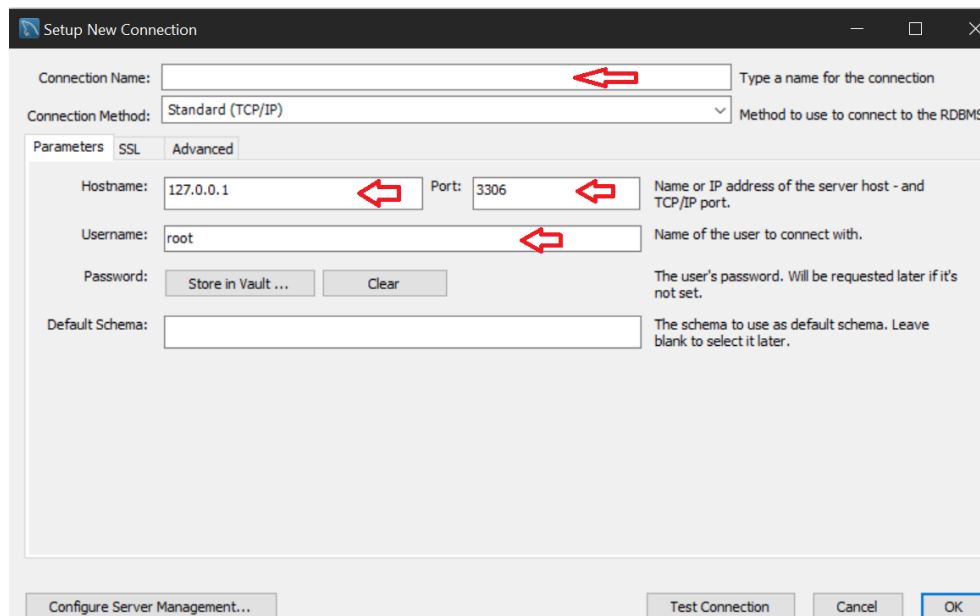 Setup New Connection
Connection Name:
Type a name for the connection
Connection Method:
Standard (TCP/IP)
Method to use to connect to the RDBMS
Parameters
SSL
Advanced
Hostname:
127.0.0.1
Port:
3306
Name or IP address of the server host - and
TCP/IP port.
Username:
root
Name of the user to connect with.
Password:
Store in Vault ...
Clear
The user's password. Will be requested later if it's
not set.
Default Schema:
The schema to use as default schema. Leave
blank to select it later.
Configure Server Management...
Test Connection
Cancel
OK